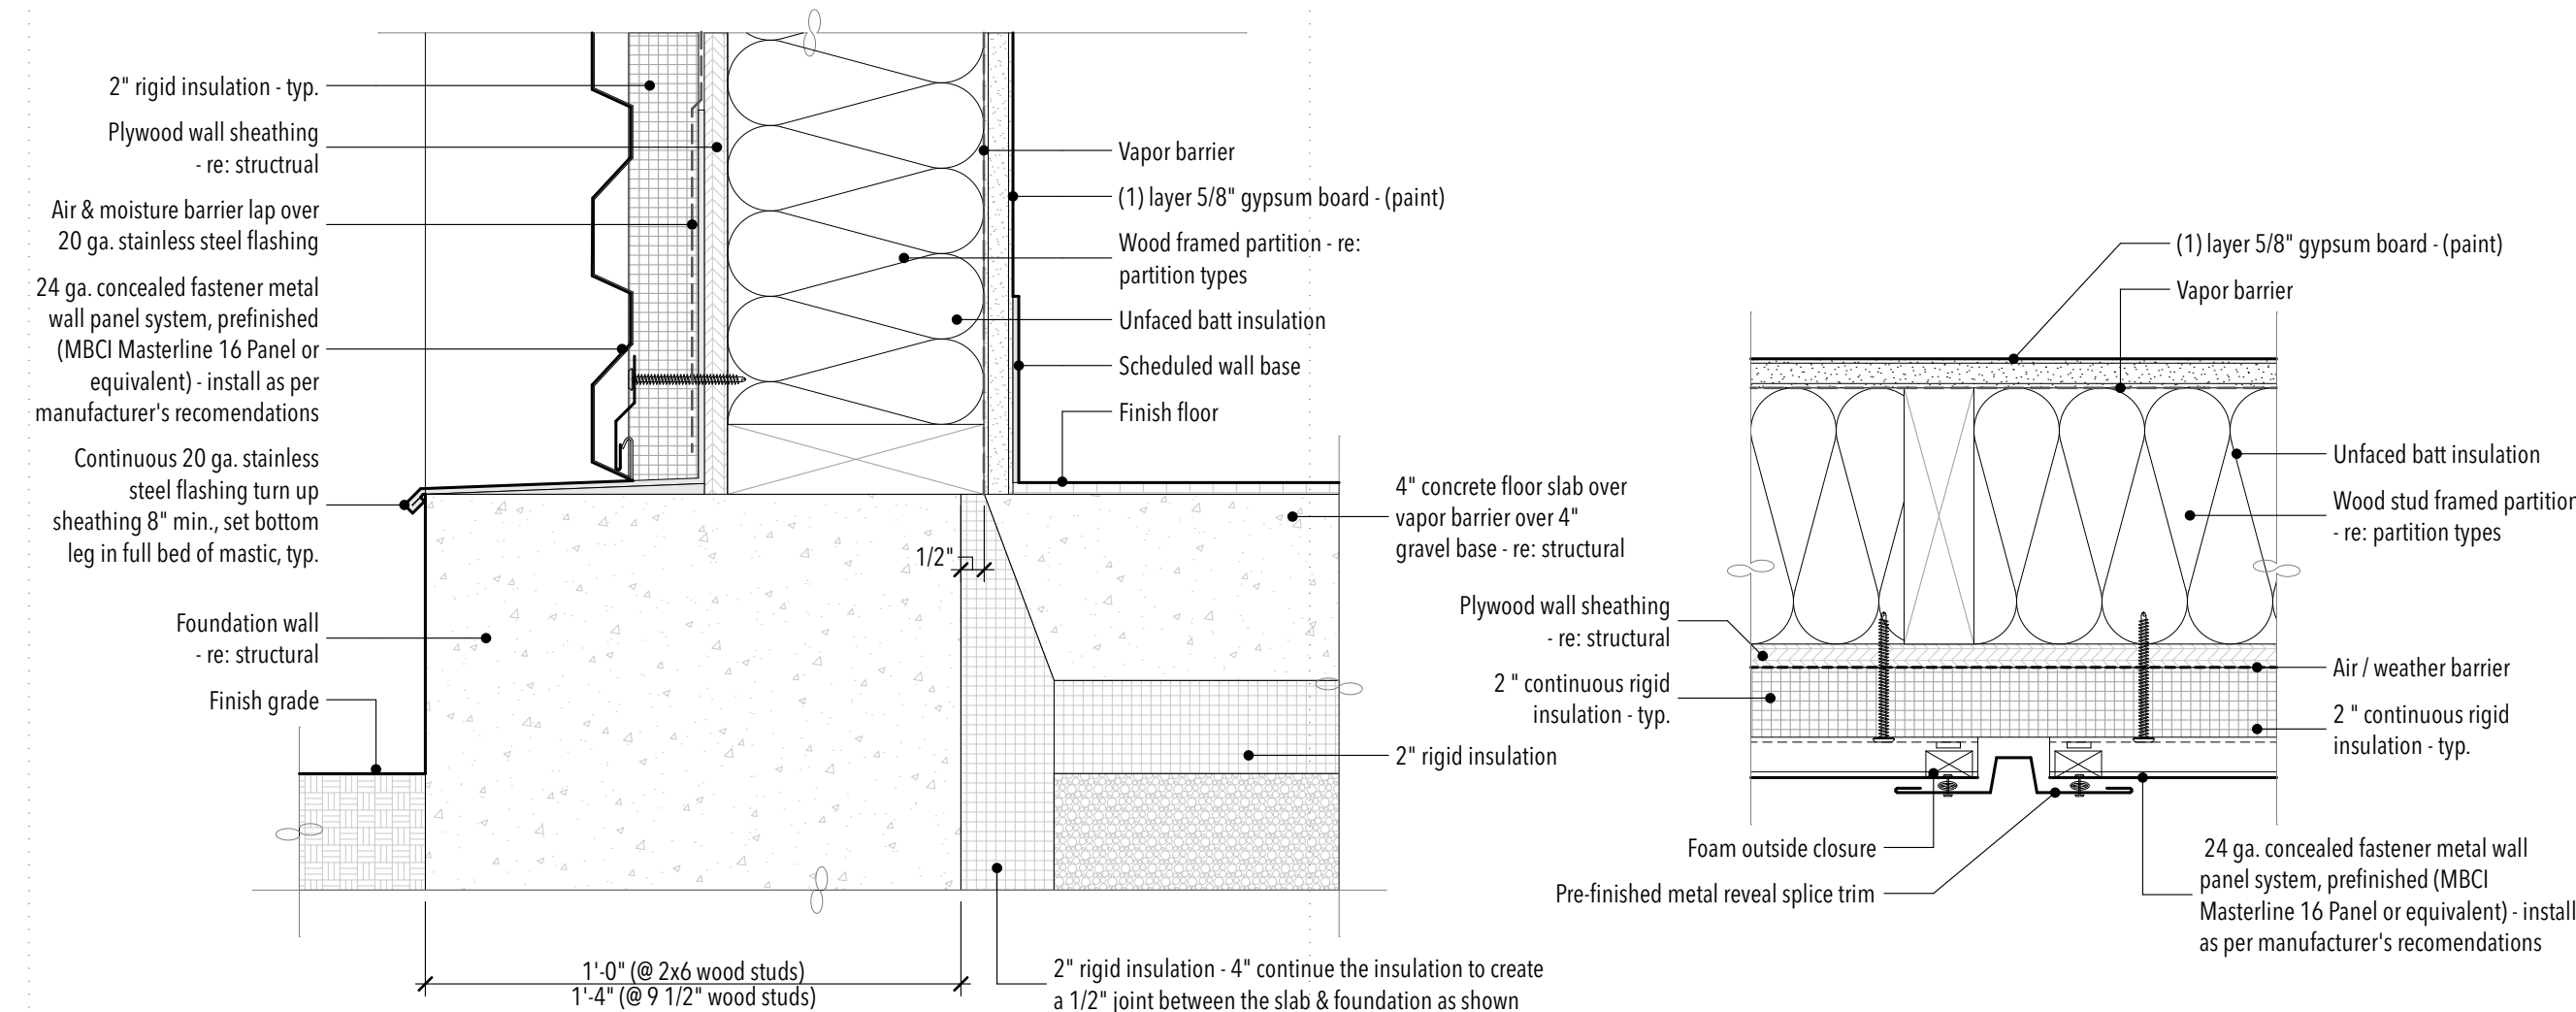 2" rigid insulation - typ.
Plywood wall sheathing
- re: structrual
Air & moisture barrier lap over
20 ga. stainless steel flashing
24 ga. concealed fastener metal
wall panel system, prefinished
(MBCI Masterline 16 Panel or
equivalent) - install as per
manufacturer's recomendations
Continuous 20 ga. stainless
steel flashing turn up
sheathing 8" min., set bottom
leg in full bed of mastic, typ.
Foundation wall
- re: structural
Finish grade
Vapor barrier
(1) layer 5/8" gypsum board - (paint)
Wood framed partition - re:
partition types
Unfaced batt insulation
Scheduled wall base
Finish floor
4" concrete floor slab over
vapor barrier over 4"
gravel base - re: structural
1/2"
2" rigid insulation
1'-0" (@ 2x6 wood studs)
1'-4" (@ 9 1/2" wood studs)
2" rigid insulation - 4" continue the insulation to create
a 1/2" joint between the slab & foundation as shown
(1) layer 5/8" gypsum board - (paint)
Vapor barrier
Unfaced batt insulation
Wood stud framed partition
- re: partition types
Plywood wall sheathing
- re: structural
2 " continuous rigid
insulation - typ.
Air / weather barrier
2 " continuous rigid
insulation - typ.
Foam outside closure
Pre-finished metal reveal splice trim
24 ga. concealed fastener metal wall
panel system, prefinished (MBCI
Masterline 16 Panel or equivalent) - install
as per manufacturer's recomendations